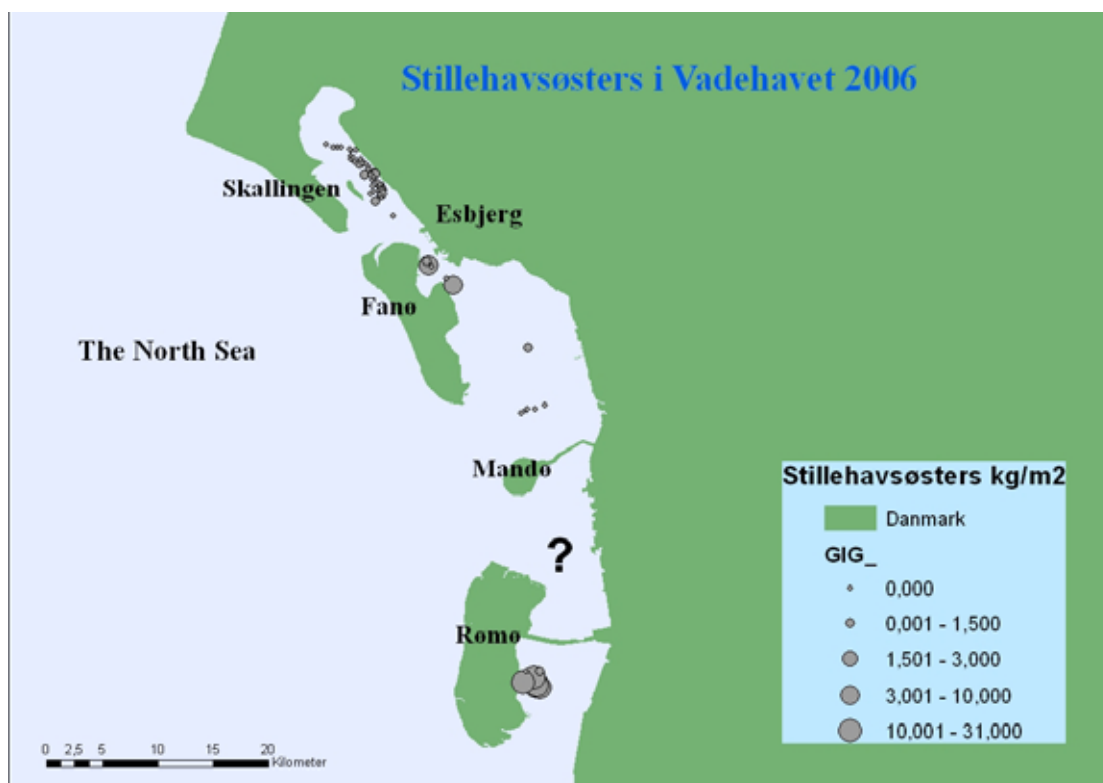 Stillehavsøsters i Vadehavet 2006
Skallingen
Esbjerg
Fanø
The North Sea
Mandø
?
Rømø
Stillehavsøsters kg/m2
Danmark
GIG_
0,000
0,001 - 1,500
1,501 - 3,000
3,001 - 10,000
10,001 - 31,000
0 2,5 5 10 15 20
Kilometer